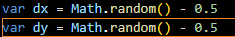 var dx = Math.random() - 0.5
var dy = Math.random() - 0.5